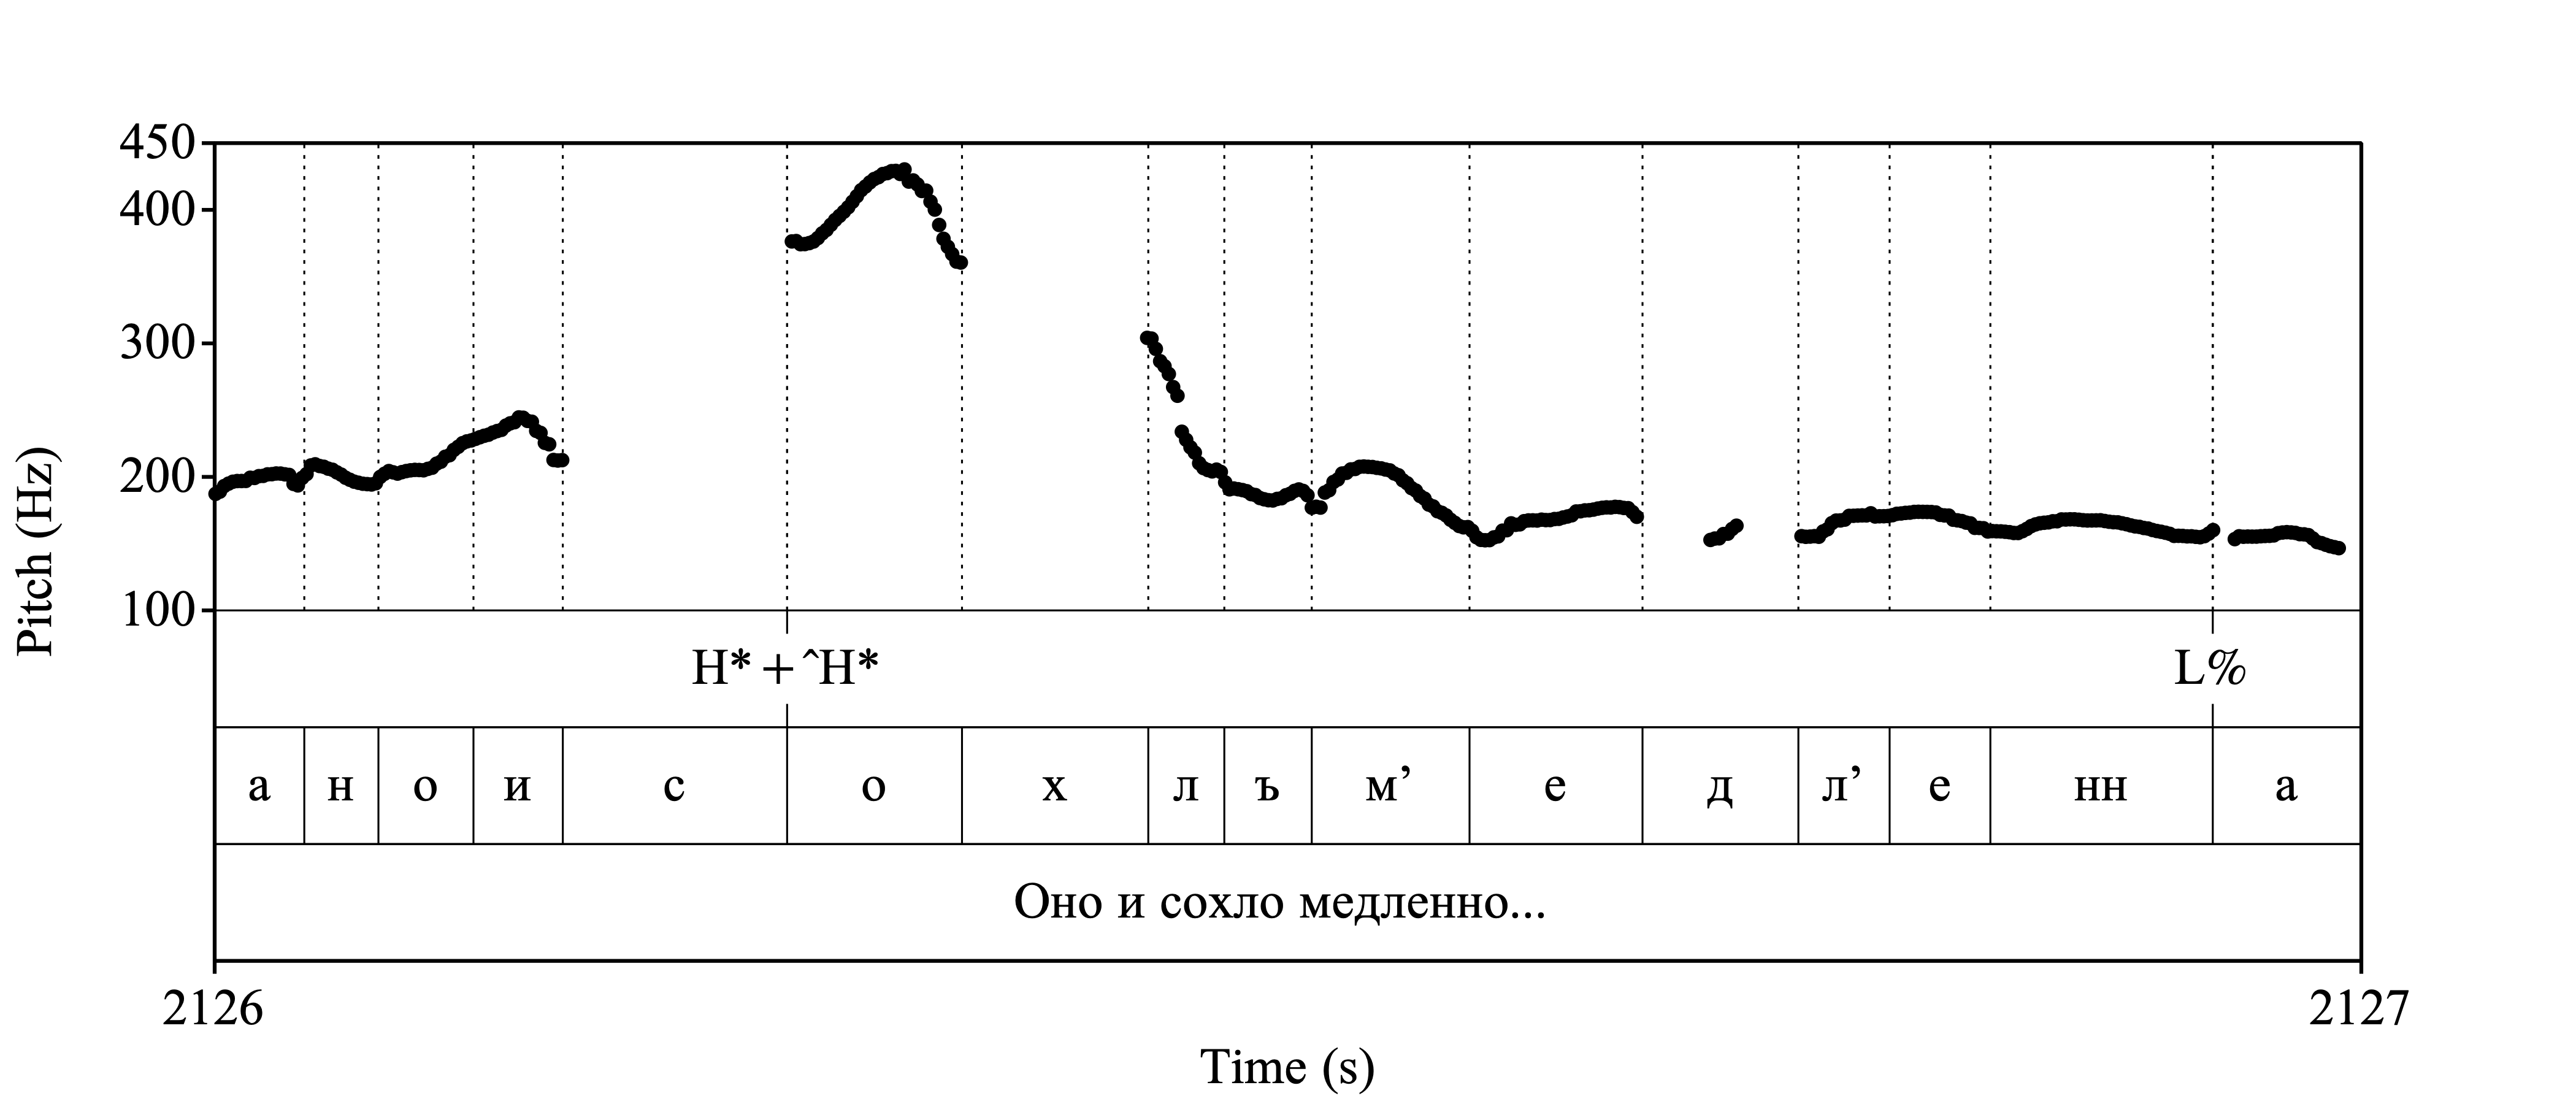 450
400
300
200
100
Pitch (Hz)
H* + ^H* L%
а н о и с о х л ъ м’ е д л’ е нн а
Оно и сохло медленно...
2126 2127
Time (s)